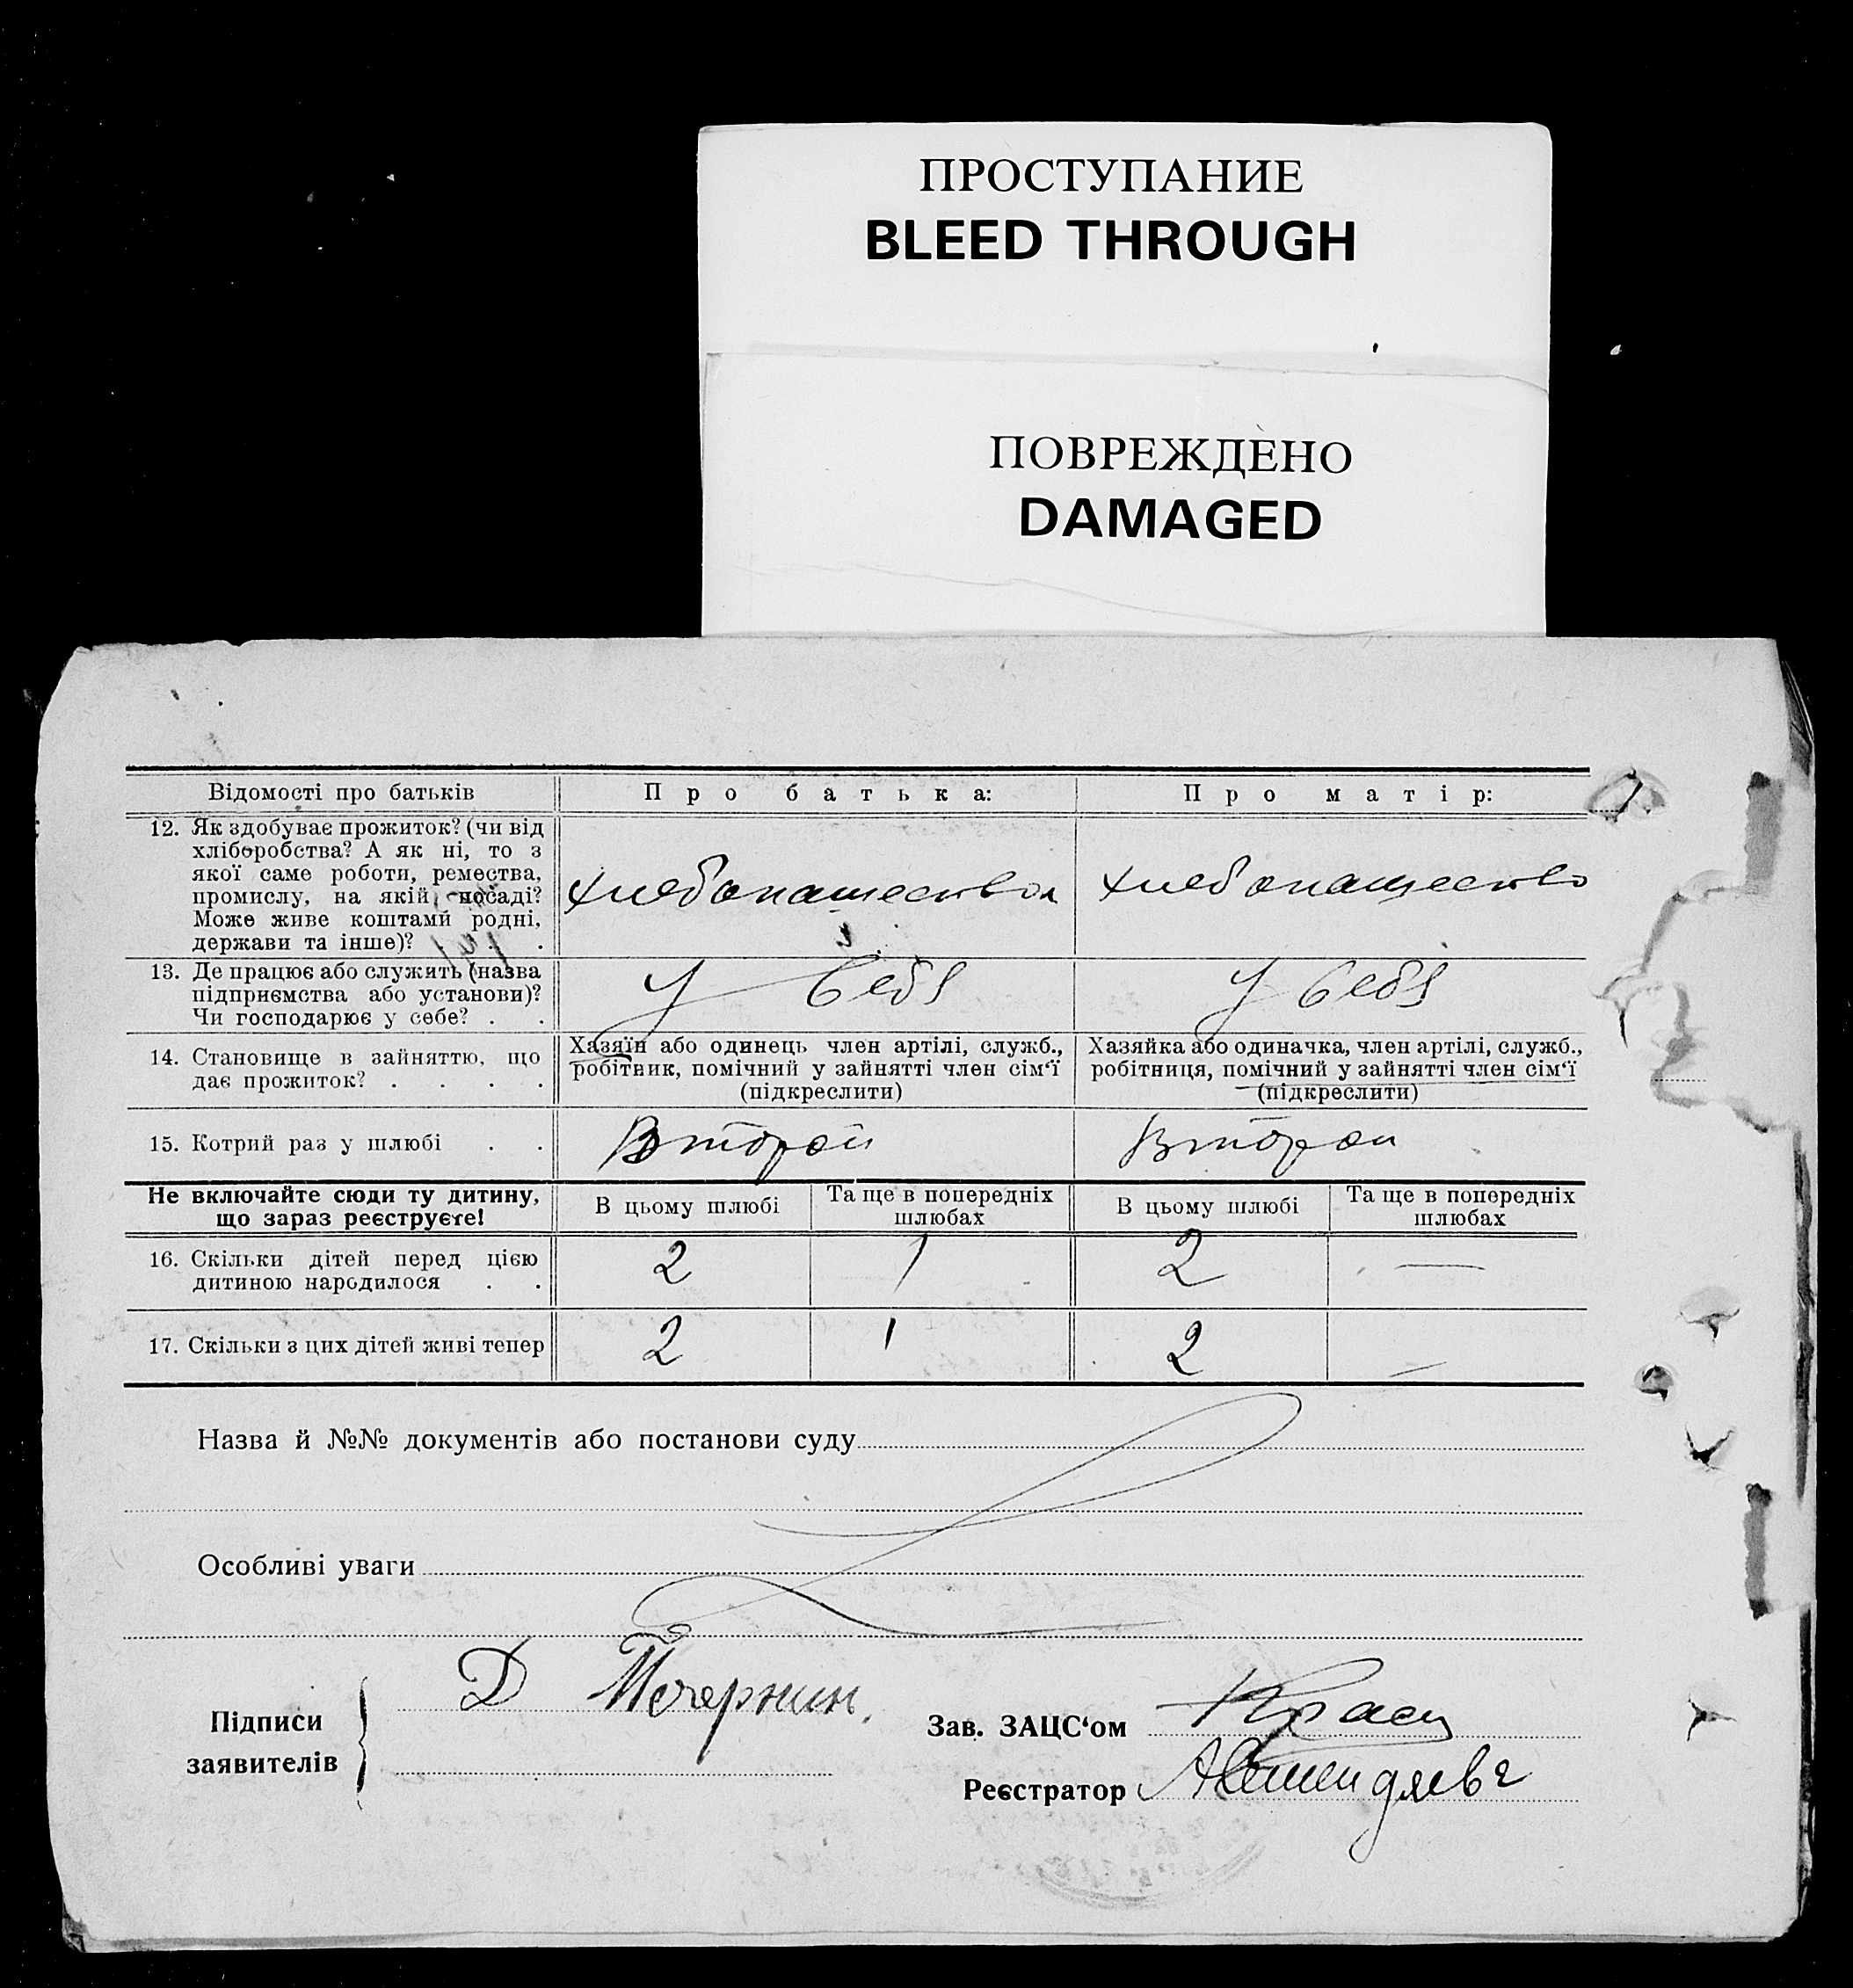 ПРОСТУПАНИЕ
BLEED THROUGH
ПОВРЕЖДЕНО
DAMAGED
Відомості про батьків
Про батька:
Про матір:
12. Як здобуває прожиток? (чи від
хліборобства? А як ні, то з
якої саме роботи, ремества,
промислу, на якій посаді?
Може живе коштами родні,
держави та інше)? . .
хлебопашеством
хлебопашество
13. Де працює або служить (назва
підприємства або установи)?
Чи господарює у себе? . .
У себя
У себя
14. Становище в зайняттю, що
дає прожиток? . . . .
Хазяїн або одинець член артілі, служб.,
робітник, помічний у зайнятті член сім‘ї
(підкреслити)
Хазяйка або одиначка, член артілі, служб.,
робітниця, помічний у зайнятті член сім‘ї
(підкреслити)
15. Котрий раз у шлюбі . .
Второй
Второй
Не включайте сюди ту дитину,
що зараз реєструєте!
В цьому шлюбі
Та ще в попередніх
шлюбах
В цьому шлюбі
Та ще в попередніх
шлюбах
16. Скільки дітей перед цією
дитиною народилося . .
2
1
2
—
17. Скільки з цих дітей живі тепер
2
1
2
—
Назва й №№ документів або постанови суду
Особливі уваги
Підписи
заявителів
Д
Зав. ЗАЦС‘ом
Реєстратор